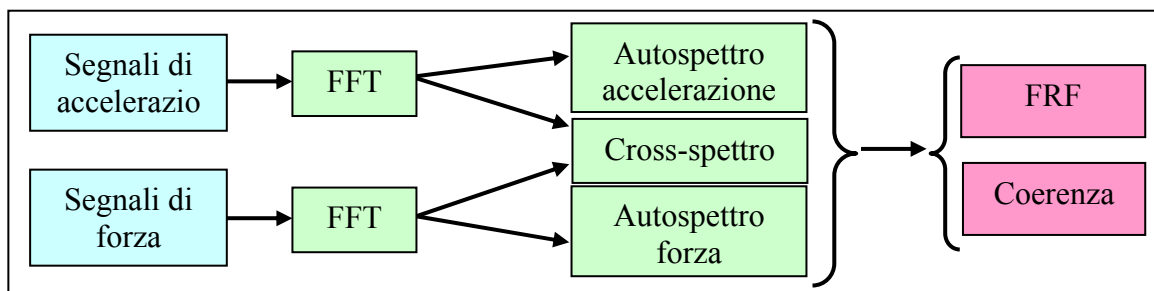 Segnali di
accelerazio
FFT
Autospettro
accelerazione
Cross-spettro
Segnali di
forza
FFT
Autospettro
forza
FRF
Coerenza